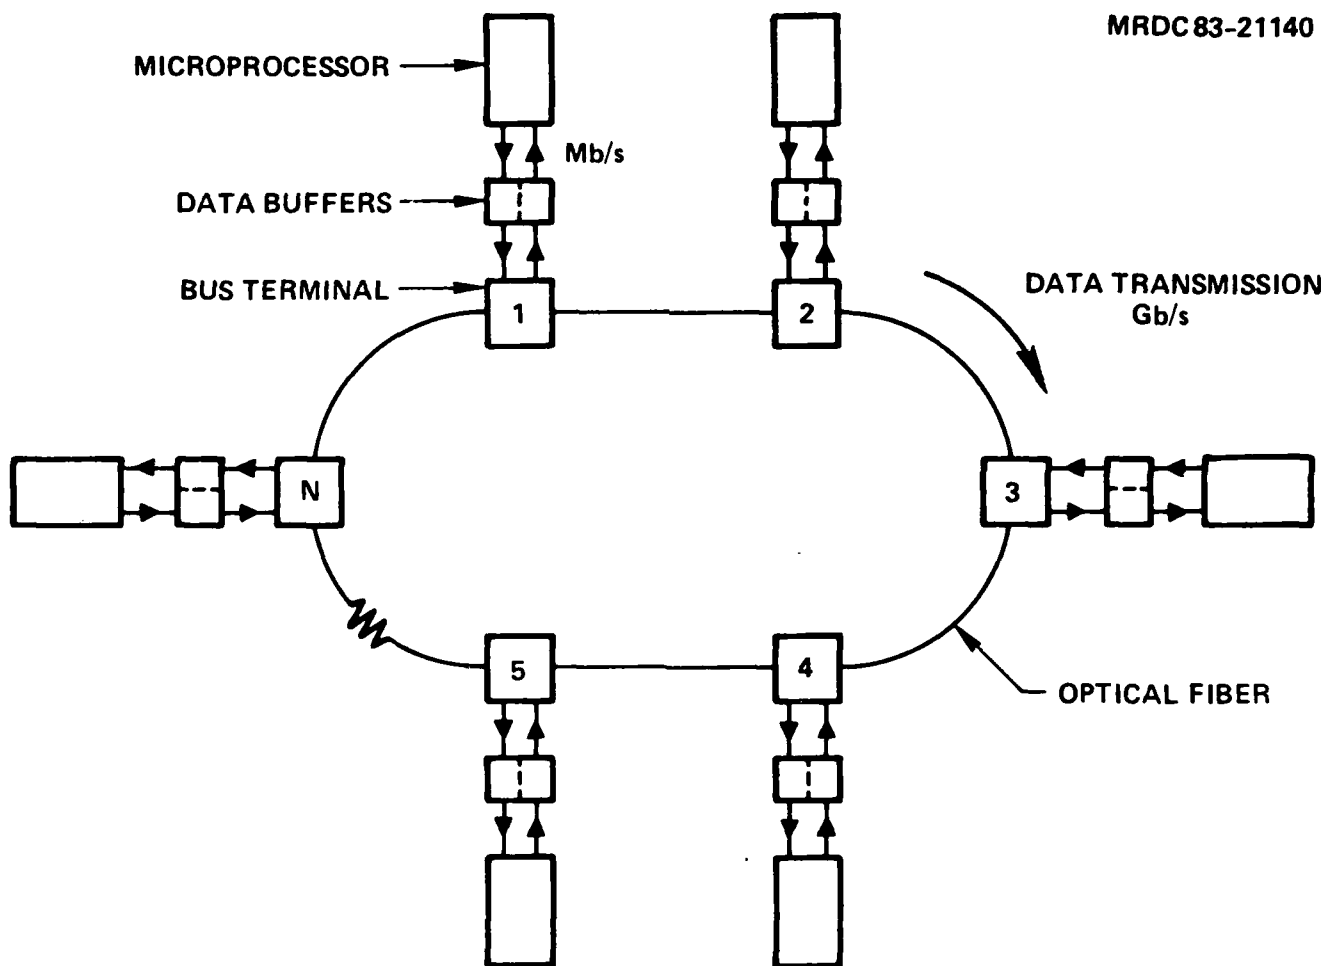 MRDC83-21140
MICROPROCESSOR
Mb/s
DATA BUFFERS
BUS TERMINAL
1
2
DATA TRANSMISSION
Gb/s
N
3
5
4
OPTICAL FIBER